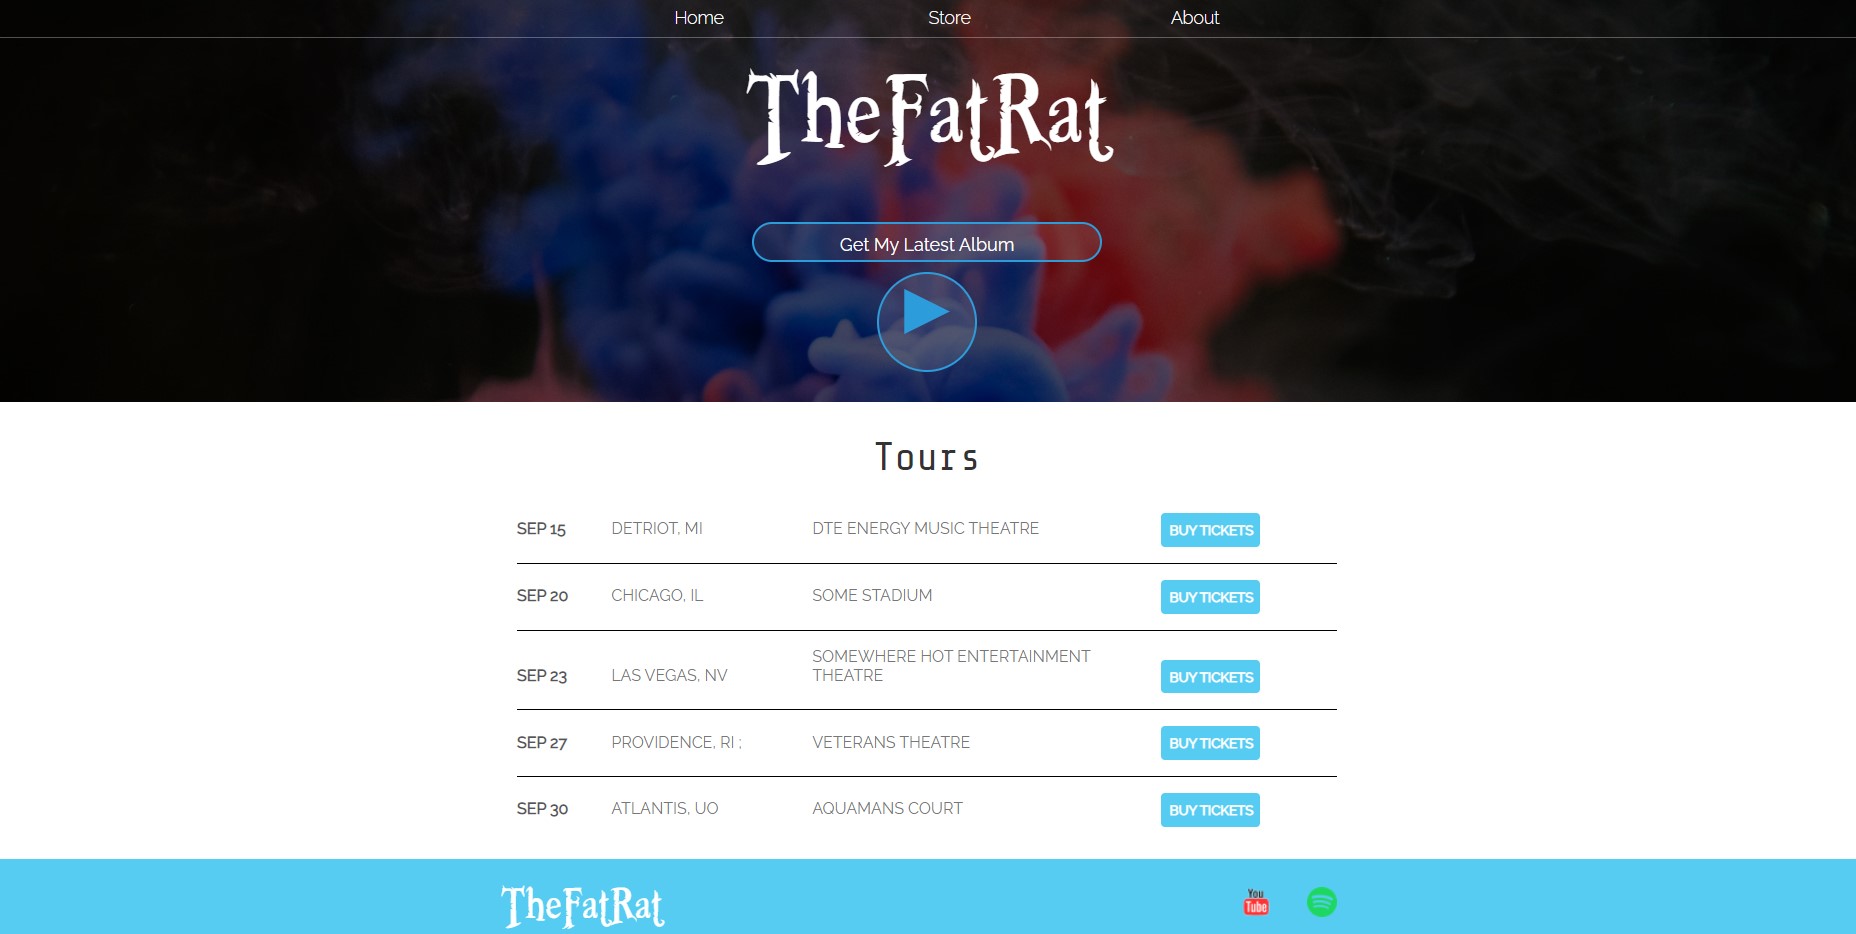 Home Store About
TheFatRat
Get My Latest Album
Tours
SEP 15 DETRIOT, MI DTE ENERGY MUSIC THEATRE BUY TICKETS
SEP 20 CHICAGO, IL SOME STADIUM BUY TICKETS
SEP 23 LAS VEGAS, NV SOMEWHERE HOT ENTERTAINMENT
THEATRE BUY TICKETS
SEP 27 PROVIDENCE, RI ; VETERANS THEATRE BUY TICKETS
SEP 30 ATLANTIS, UO AQUAMANS COURT BUY TICKETS
TheFatRat
You
Tube